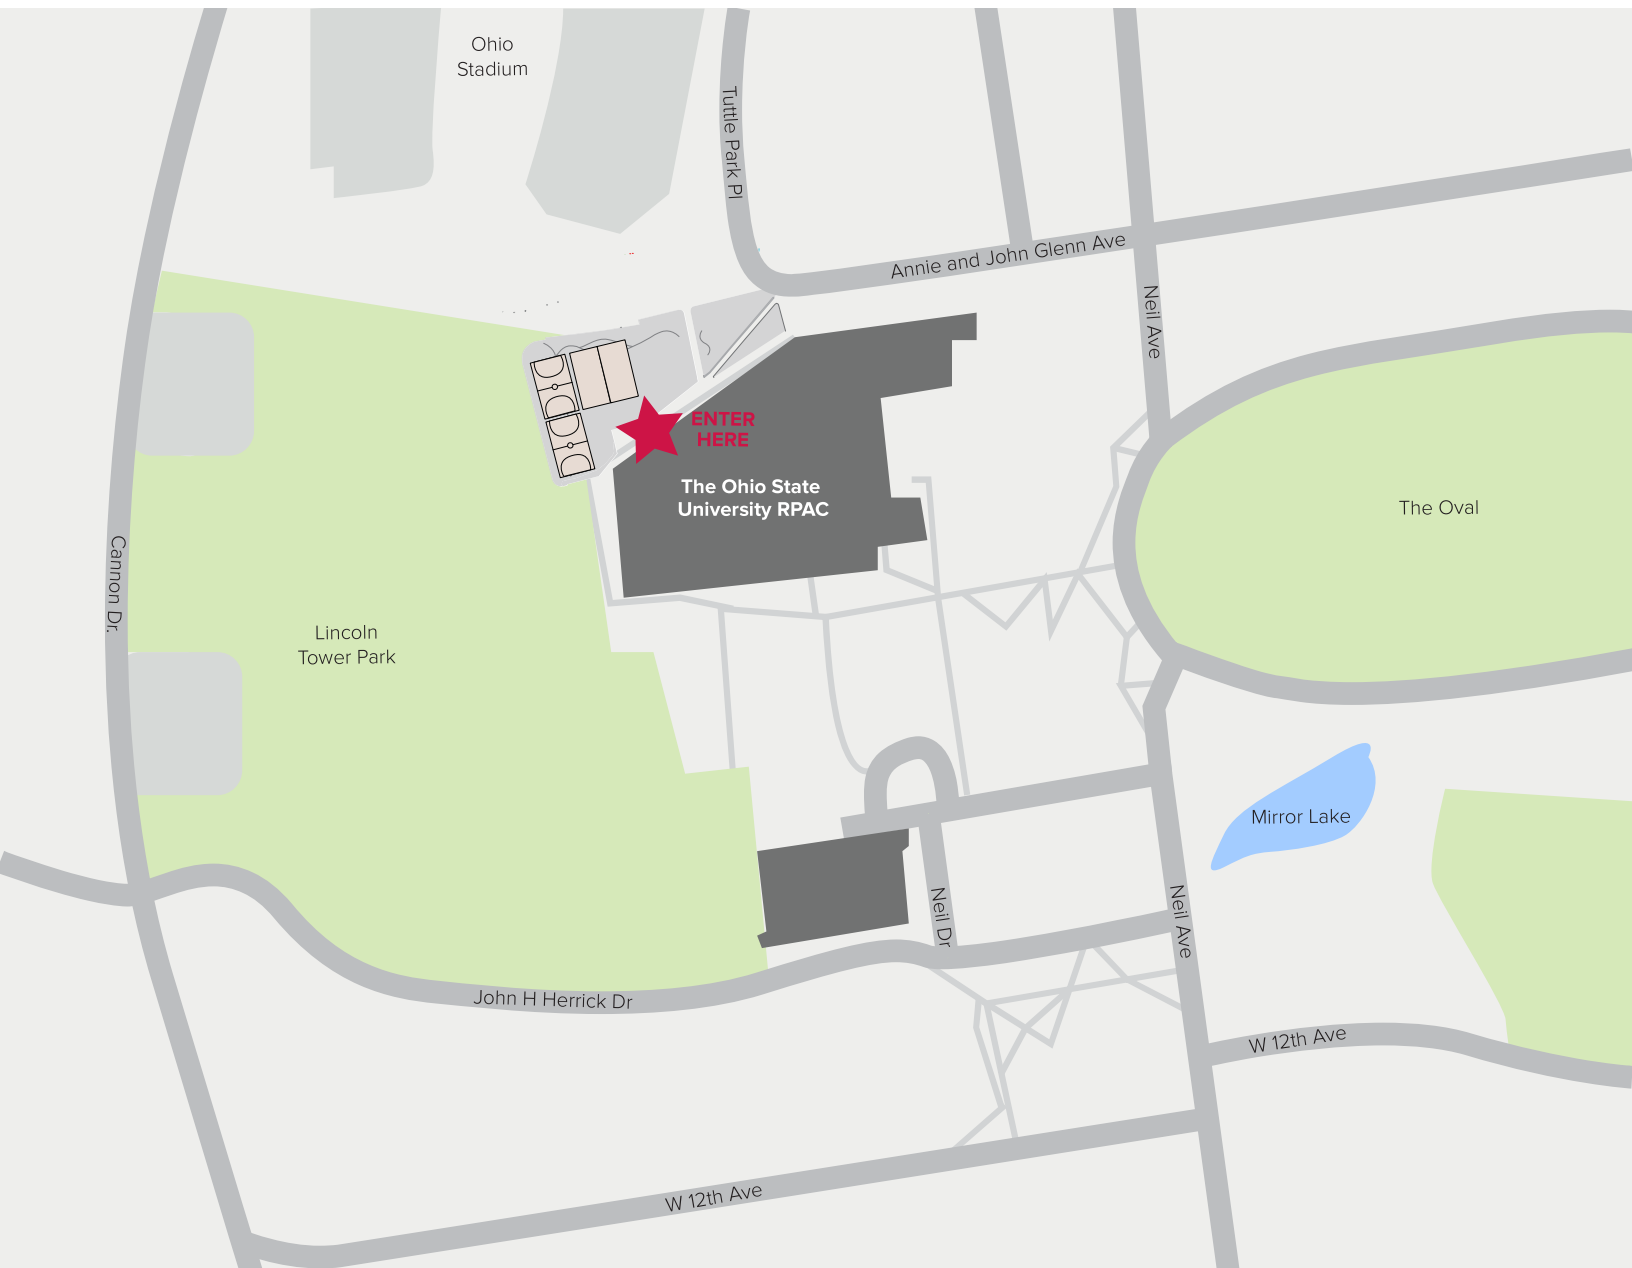 Ohio
Stadium
Tuttle Park Pl
Annie and John Glenn Ave
Neil Ave
ENTER
HERE
The Ohio State
University RPAC
The Oval
Cannon Dr.
Lincoln
Tower Park
Mirror Lake
Neil Dr
Neil Ave
John H Herrick Dr
W 12th Ave
W 12th Ave